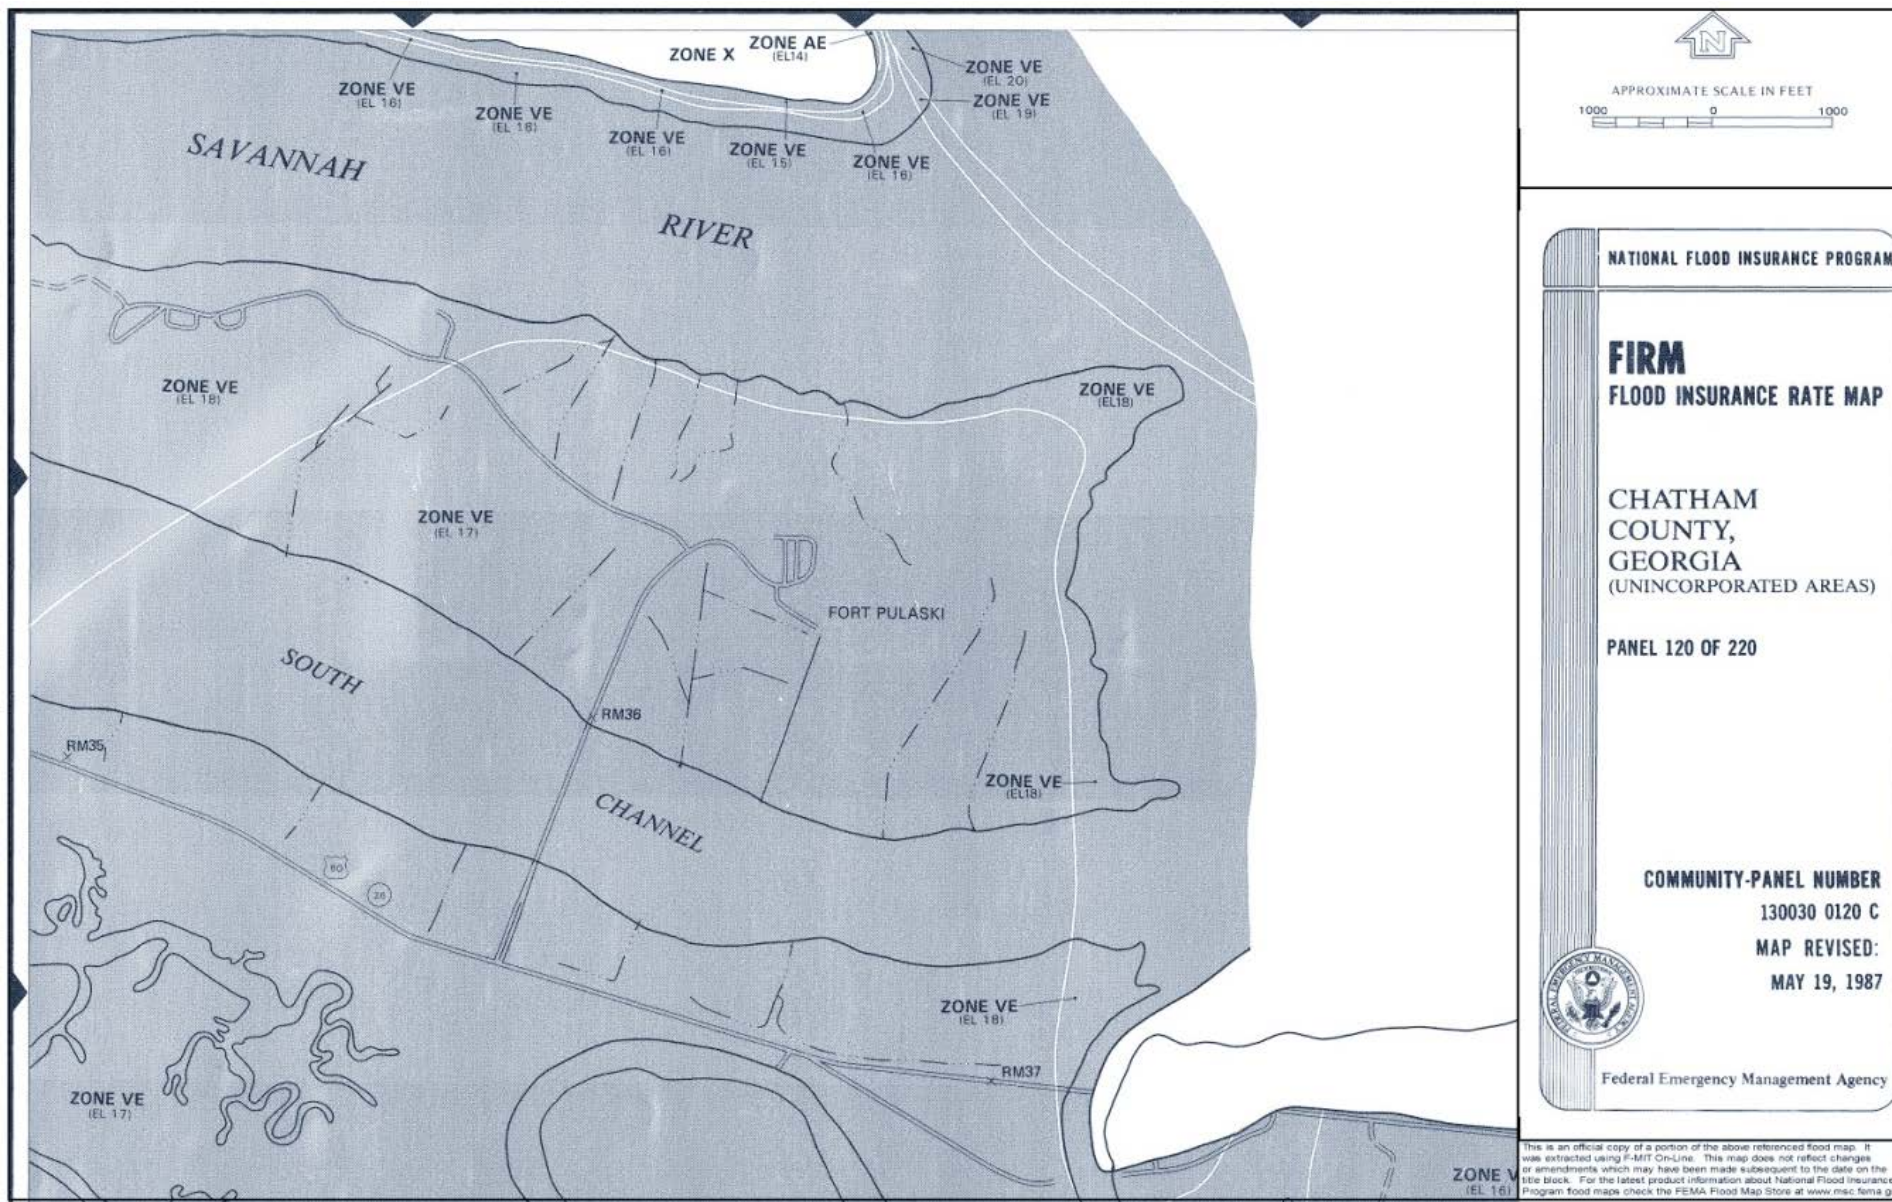 ZONE X
ZONE AE
(EL14)
ZONE VE
(EL 20)
ZONE VE
(EL 19)
ZONE VE
(EL 16)
ZONE VE
(EL 18)
ZONE VE
(EL 16)
ZONE VE
(EL 15)
ZONE VE
(EL 16)
SAVANNAH
RIVER
ZONE VE
(EL 18)
ZONE VE
(EL18)
ZONE VE
(EL 17)
FORT PULASKI
SOUTH
RM36
RM35
ZONE VE
(EL18)
CHANNEL
80
26
ZONE VE
(EL 18)
RM37
ZONE VE
(EL 17)
ZONE V
(EL 16)
N
APPROXIMATE SCALE IN FEET
1000 0 1000
NATIONAL FLOOD INSURANCE PROGRAM
FIRM
FLOOD INSURANCE RATE MAP
CHATHAM
COUNTY,
GEORGIA
(UNINCORPORATED AREAS)
PANEL 120 OF 220
COMMUNITY-PANEL NUMBER
130030 0120 C
MAP REVISED:
MAY 19, 1987
FEDERAL EMERGENCY MANAGEMENT AGENCY
Federal Emergency Management Agency
This is an official copy of a portion of the above referenced flood map. It
was extracted using F-MIT On-Line. This map does not reflect changes
or amendments which may have been made subsequent to the date on the
title block. For the latest product information about National Flood Insurance
Program flood maps check the FEMA Flood Map Store at www.msc.fema.g